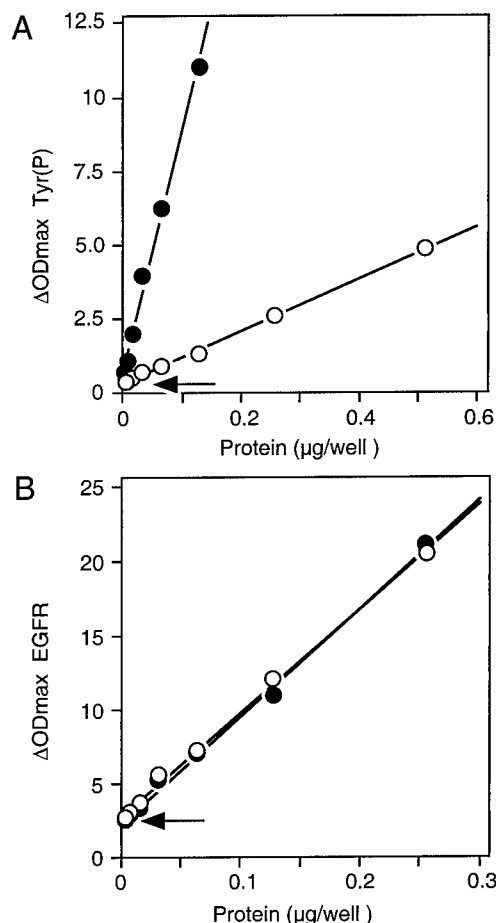 A
12.5
10
7.5
5.0
2.5
0
ΔODmax Tyr(P)
0 0.2 0.4 0.6
Protein (µg/well )
B
25
20
15
10
5
0
ΔODmax EGFR
0 0.1 0.2 0.3
Protein (µg/well )